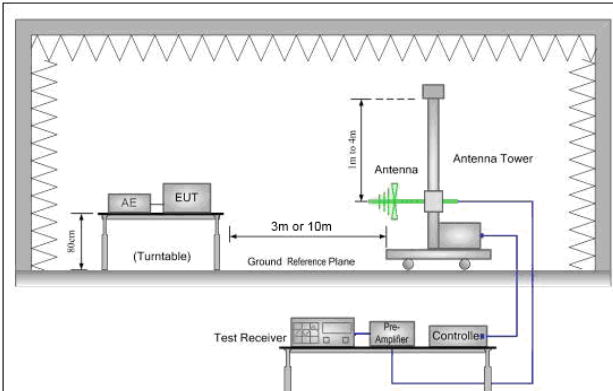 1m to 4m
Antenna
Antenna Tower
AE
EUT
80cm
(Turntable)
3m or 10m
Ground Reference Plane
Test Receiver
Pre-
Amplifier
Controller